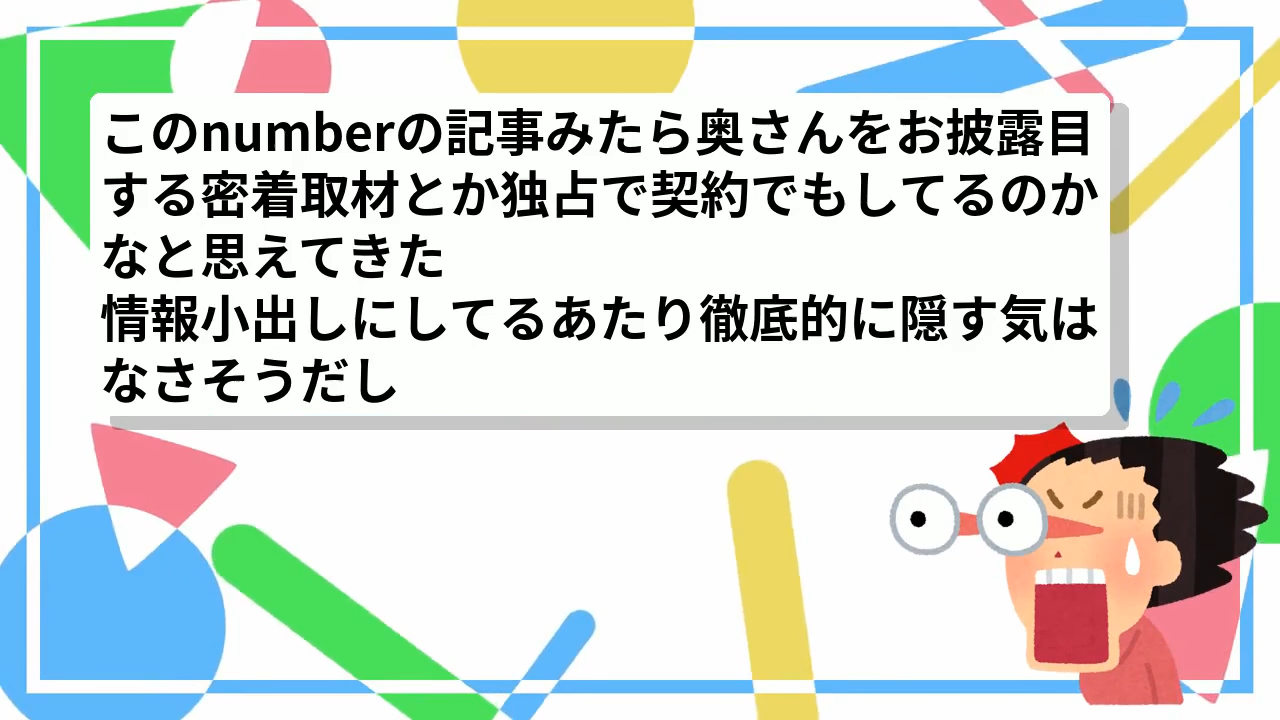 このnumberの記事みたら奥さんをお披露目
する密着取材とか独占で契約でもしてるのか
なと思えてきた
情報小出しにしてるあたり徹底的に隠す気は
なさそうだし